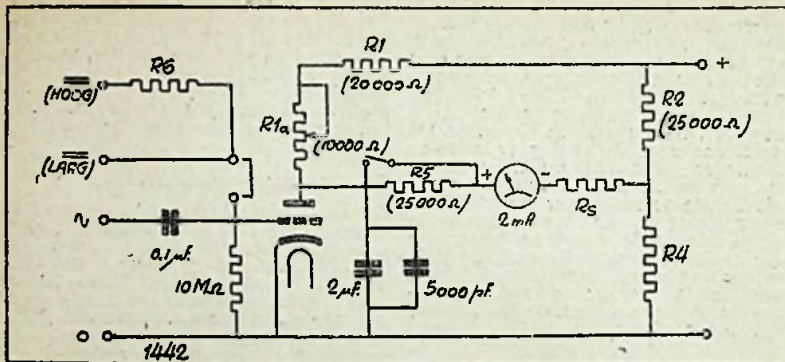 R6
(HOOG)
R1
(20000Ω)
+
R2
(25000Ω)
R1a
(10000Ω)
(LAAG)
R5
(25000Ω)
+
-
2mA
Rs
R4
~
0.1μF.
10MΩ
2μF.
5000pF.
1442